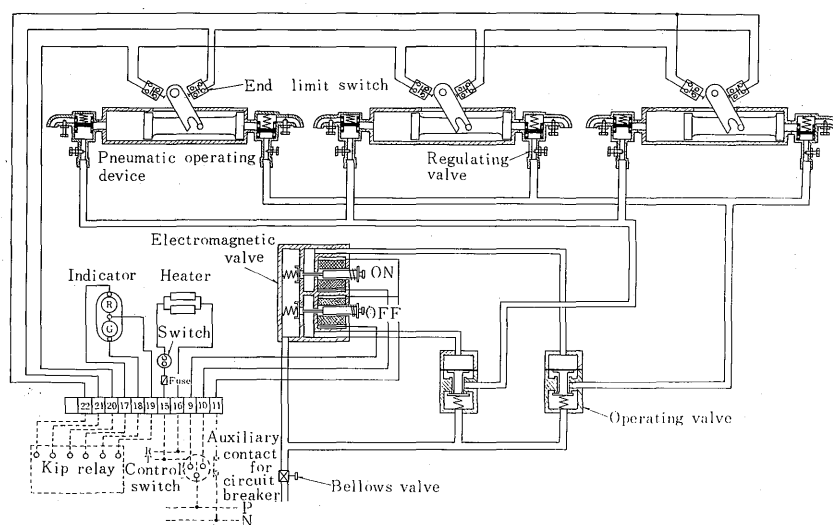 End limit switch
Pneumatic operating
device
Regulating
valve
Electromagnetic
valve
ON
OFF
Indicator
Heater
R
G
Switch
Fuse
22 21 20 17 18 19 15 16 9 10 11
Operating valve
Kip relay
Control
switch
Auxiliary
contact
for
circuit
breaker
Bellows valve
P
N